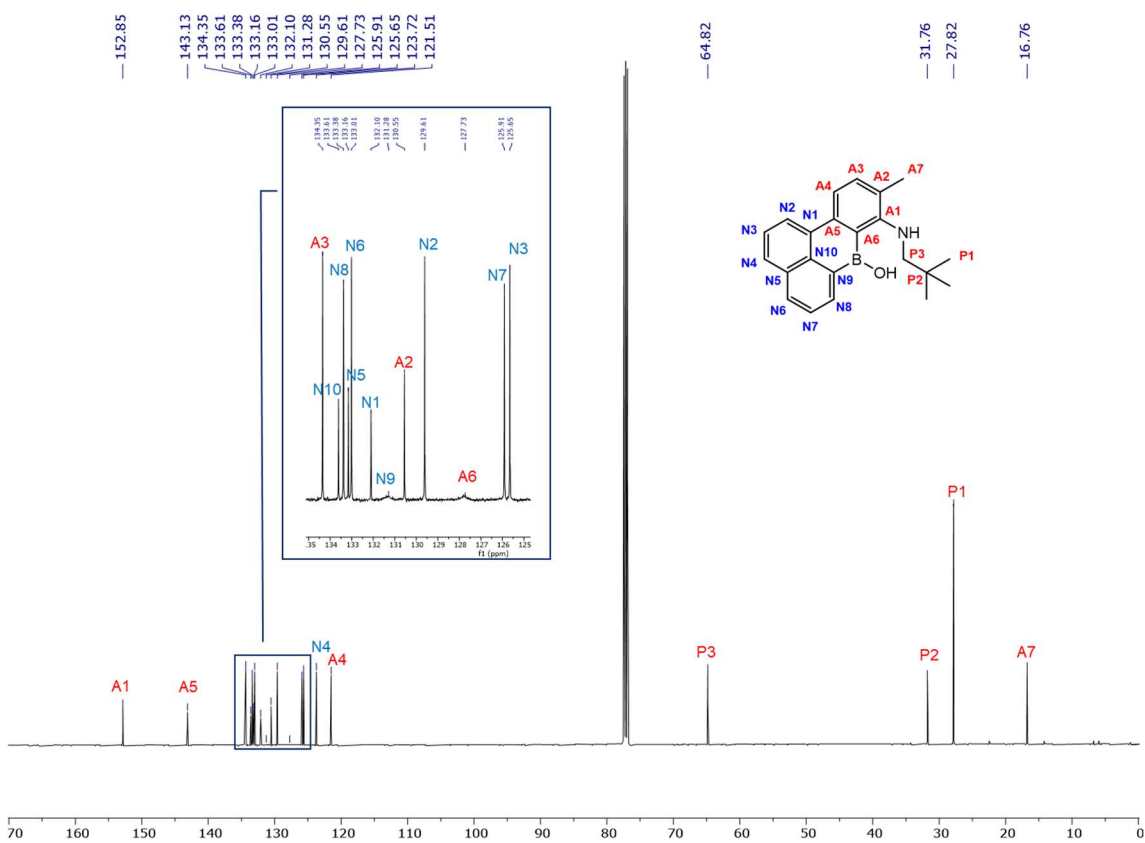 152.85
143.13
134.35
133.61
133.38
133.16
133.01
132.10
131.28
130.55
129.61
127.73
125.91
125.65
123.72
121.51
64.82
31.76
27.82
16.76
134.35
133.61
133.38
133.16
133.01
132.10
131.28
130.55
129.61
127.73
125.91
125.65
A3
N6
N8
N2
N3
N7
N5
A2
N10
N1
N9
A6
.35 134 133 132 131 130 129 128 127 126 125
f1 (ppm)
A3
A7
A4
A2
N2
N1
A1
N3
A5
A6
NH
N10
P3
P1
N4
B
N9
OH
P2
N5
N6
N8
N7
A1
A5
N4
A4
P3
P2
P1
A7
70 160 150 140 130 120 110 100 90 80 70 60 50 40 30 20 10 0